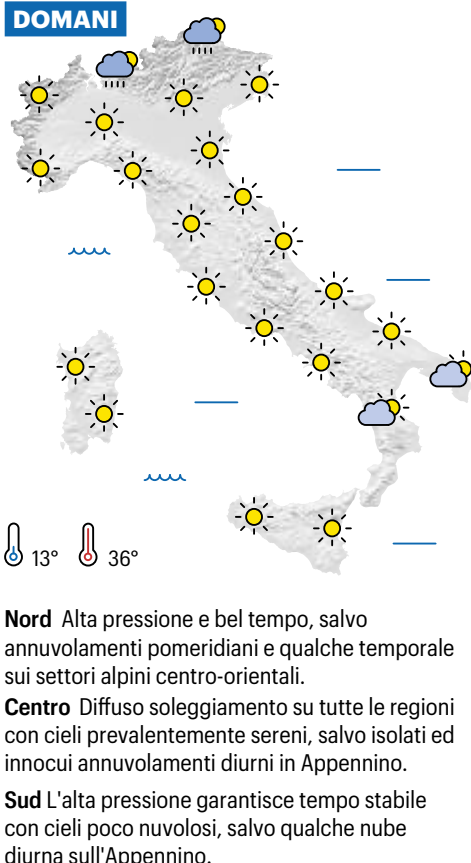 DOMANI
13° 36°
Nord Alta pressione e bel tempo, salvo
annuvolamenti pomeridiani e qualche temporale
sui settori alpini centro-orientali.
Centro Diffuso soleggiamento su tutte le regioni
con cieli prevalentemente sereni, salvo isolati ed
innocui annuvolamenti diurni in Appennino.
Sud L'alta pressione garantisce tempo stabile
con cieli poco nuvolosi, salvo qualche nube
diurna sull'Appennino.